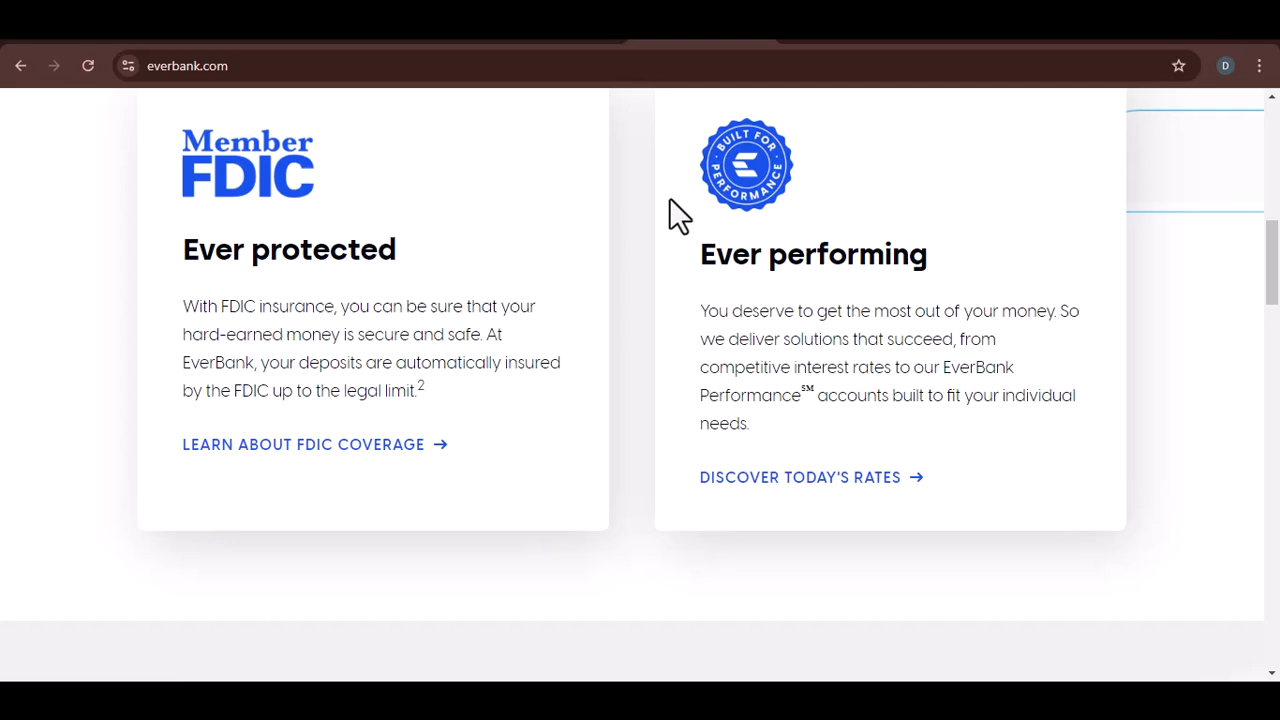 everbank.com
D
Member
FDIC
Ever protected
With FDIC insurance, you can be sure that your
hard-earned money is secure and safe. At
EverBank, your deposits are automatically insured
by the FDIC up to the legal limit.2
LEARN ABOUT FDIC COVERAGE →
BUILT FOR
PERFORMANCE
Ever performing
You deserve to get the most out of your money. So
we deliver solutions that succeed, from
competitive interest rates to our EverBank
Performance℠ accounts built to fit your individual
needs.
DISCOVER TODAY'S RATES →